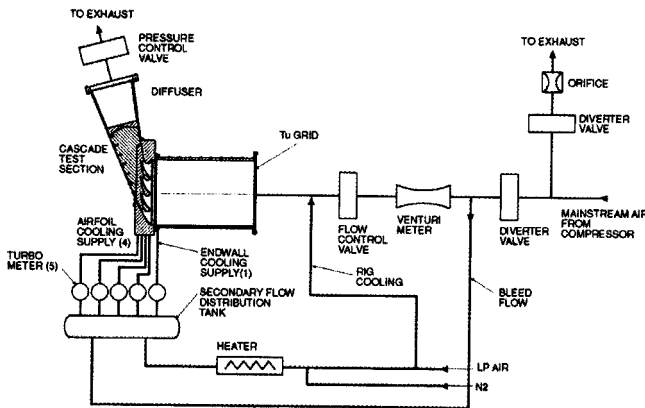 TO EXHAUST
PRESSURE
CONTROL
VALVE
DIFFUSER
CASCADE
TEST
SECTION
Tu GRID
TO EXHAUST
ORIFICE
DIVERTER
VALVE
AIRFOIL
COOLING
SUPPLY (4)
TURBO
METER (5)
ENDWALL
COOLING
SUPPLY(1)
SECONDARY FLOW
DISTRIBUTION
TANK
HEATER
RIG
COOLING
FLOW
CONTROL
VALVE
VENTURI
METER
DIVERTER
VALVE
MAINSTREAM AIR
FROM
COMPRESSOR
BLEED
FLOW
LP AIR
N2